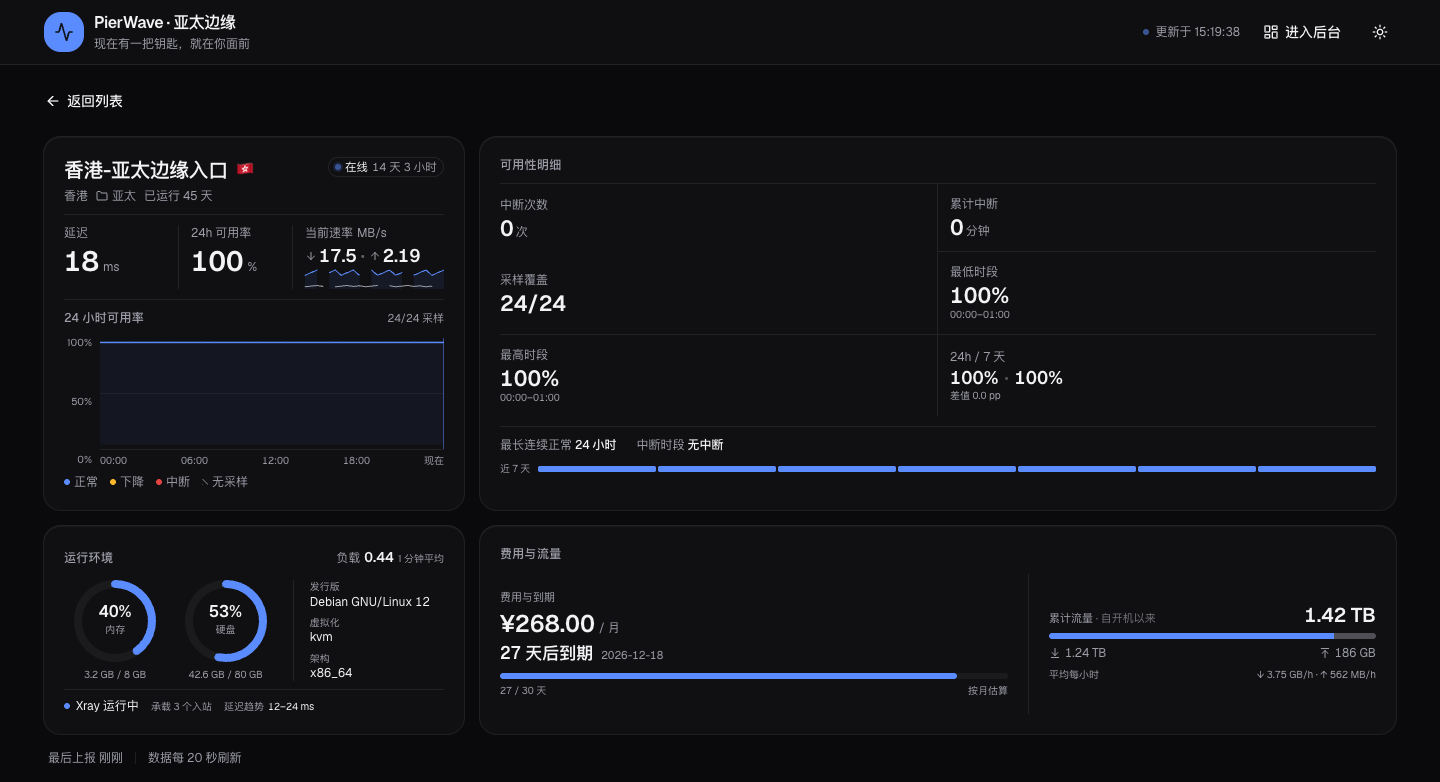 PierWave · 亚太边缘
现在有一把钥匙，就在你面前
更新于 15:19:38
进入后台
返回列表
香港-亚太边缘入口
在线 14 天 3 小时
香港 亚太 已运行 45 天
延迟
18 ms
24h 可用率
100 %
当前速率 MB/s
↓ 17.5 · ↑ 2.19
24 小时可用率
24/24 采样
100%
50%
0%
00:00 06:00 12:00 18:00 现在
正常 下降 中断 无采样
可用性明细
中断次数
0 次
累计中断
0 分钟
采样覆盖
24/24
最低时段
100%
00:00–01:00
最高时段
100%
00:00–01:00
24h / 7 天
100% · 100%
差值 0.0 pp
最长连续正常 24 小时 中断时段 无中断
近 7 天
运行环境
负载 0.44 1 分钟平均
40%
内存
3.2 GB / 8 GB
53%
硬盘
42.6 GB / 80 GB
发行版
Debian GNU/Linux 12
虚拟化
kvm
架构
x86_64
Xray 运行中 承载 3 个入站 延迟趋势 12–24 ms
费用与流量
费用与到期
¥268.00 / 月
27 天后到期 2026-12-18
27 / 30 天
按月估算
累计流量 · 自开机以来
1.42 TB
1.24 TB
186 GB
平均每小时
↓ 3.75 GB/h · ↑ 562 MB/h
最后上报 刚刚
数据每 20 秒刷新